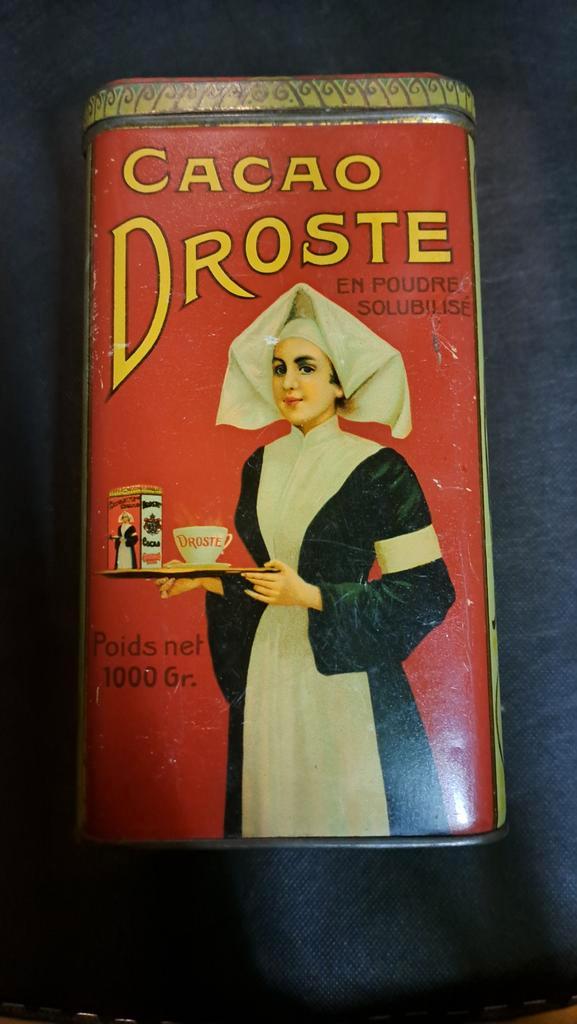 CACAO
DROSTE
EN POUDRE
SOLUBILISÉ
DROSTE
Poids net
1000 Gr.